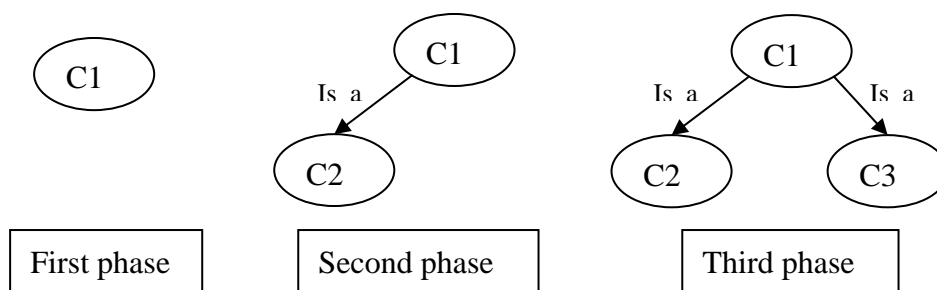 C1
C1
C1
Is a
Is a
Is a
C2
C2
C3
First phase
Second phase
Third phase